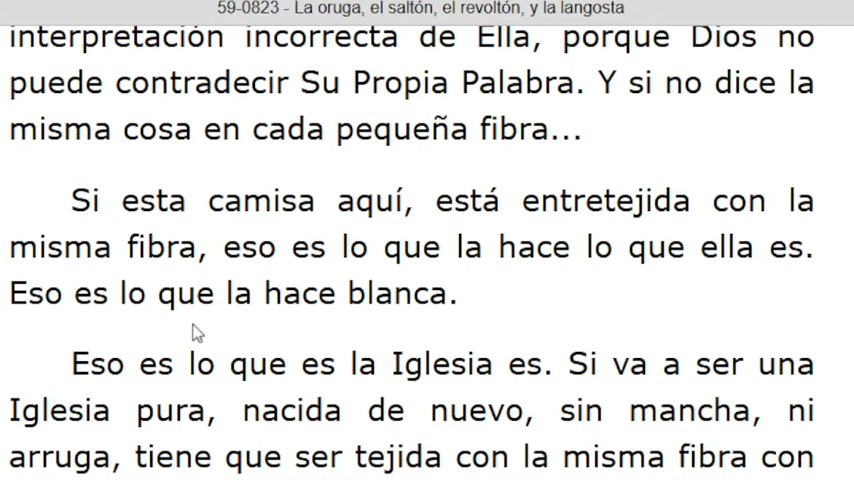 59-0823 - La oruga, el saltón, el revoltón, y la langosta
interpretación incorrecta de Ella, porque Dios no
puede contradecir Su Propia Palabra. Y si no dice la
misma cosa en cada pequeña fibra...
Si esta camisa aquí, está entretejida con la
misma fibra, eso es lo que la hace lo que ella es.
Eso es lo que la hace blanca.
Eso es lo que es la Iglesia es. Si va a ser una
Iglesia pura, nacida de nuevo, sin mancha, ni
arruga, tiene que ser tejida con la misma fibra con